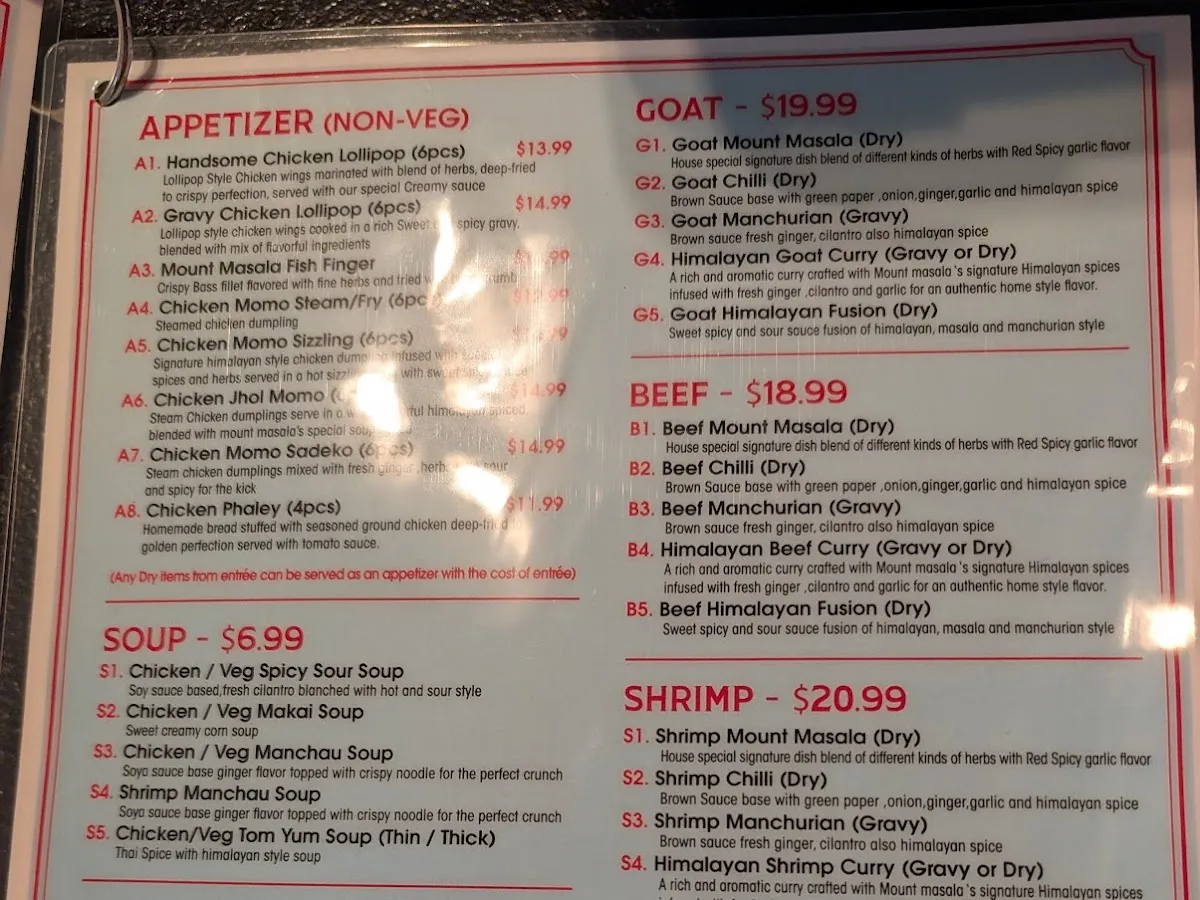 APPETIZER (NON-VEG)
A1. Handsome Chicken Lollipop (6pcs) $13.99
Lollipop Style Chicken wings marinated with blend of herbs, deep-fried
to crispy perfection, served with our special Creamy sauce
A2. Gravy Chicken Lollipop (6pcs) $14.99
Lollipop style chicken wings cooked in a rich Sweet spicy gravy,
blended with mix of flavorful ingredients
A3. Mount Masala Fish Finger
Crispy Bass fillet flavored with fine herbs and fried
A4. Chicken Momo Steam/Fry (6pc
Steamed chicken dumpling
A5. Chicken Momo Sizzling (6pcs)
Signature himalayan style chicken dumpling infused with
spices and herbs served in a hot with
A6. Chicken Jhol Momo $14.99
Steam Chicken dumplings serve in a himalayan spiced
blended with mount masala's special
A7. Chicken Momo Sadeko (6pcs) $14.99
Steam chicken dumplings mixed with fresh ginger ,herb sour
and spicy for the kick
A8. Chicken Phaley (4pcs) $11.99
Homemade bread stuffed with seasoned ground chicken deep-fried to
golden perfection served with tomato sauce.
(Any Dry items from entrée can be served as an appetizer with the cost of entrée)
SOUP - $6.99
S1. Chicken / Veg Spicy Sour Soup
Soy sauce based,fresh cilantro blanched with hot and sour style
S2. Chicken / Veg Makai Soup
Sweet creamy corn soup
S3. Chicken / Veg Manchau Soup
Soya sauce base ginger flavor topped with crispy noodle for the perfect crunch
S4. Shrimp Manchau Soup
Soya sauce base ginger flavor topped with crispy noodle for the perfect crunch
S5. Chicken/Veg Tom Yum Soup (Thin / Thick)
Thai Spice with himalayan style soup
GOAT - $19.99
G1. Goat Mount Masala (Dry)
House special signature dish blend of different kinds of herbs with Red Spicy garlic flavor
G2. Goat Chilli (Dry)
Brown Sauce base with green paper ,onion,ginger,garlic and himalayan spice
G3. Goat Manchurian (Gravy)
Brown sauce fresh ginger, cilantro also himalayan spice
G4. Himalayan Goat Curry (Gravy or Dry)
A rich and aromatic curry crafted with Mount masala 's signature Himalayan spices
infused with fresh ginger ,cilantro and garlic for an authentic home style flavor.
G5. Goat Himalayan Fusion (Dry)
Sweet spicy and sour sauce fusion of himalayan, masala and manchurian style
BEEF - $18.99
B1. Beef Mount Masala (Dry)
House special signature dish blend of different kinds of herbs with Red Spicy garlic flavor
B2. Beef Chilli (Dry)
Brown Sauce base with green paper ,onion,ginger,garlic and himalayan spice
B3. Beef Manchurian (Gravy)
Brown sauce fresh ginger, cilantro also himalayan spice
B4. Himalayan Beef Curry (Gravy or Dry)
A rich and aromatic curry crafted with Mount masala 's signature Himalayan spices
infused with fresh ginger ,cilantro and garlic for an authentic home style flavor.
B5. Beef Himalayan Fusion (Dry)
Sweet spicy and sour sauce fusion of himalayan, masala and manchurian style
SHRIMP - $20.99
S1. Shrimp Mount Masala (Dry)
House special signature dish blend of different kinds of herbs with Red Spicy garlic flavor
S2. Shrimp Chilli (Dry)
Brown Sauce base with green paper ,onion,ginger,garlic and himalayan spice
S3. Shrimp Manchurian (Gravy)
Brown sauce fresh ginger, cilantro also himalayan spice
S4. Himalayan Shrimp Curry (Gravy or Dry)
A rich and aromatic curry crafted with Mount masala 's signature Himalayan spices